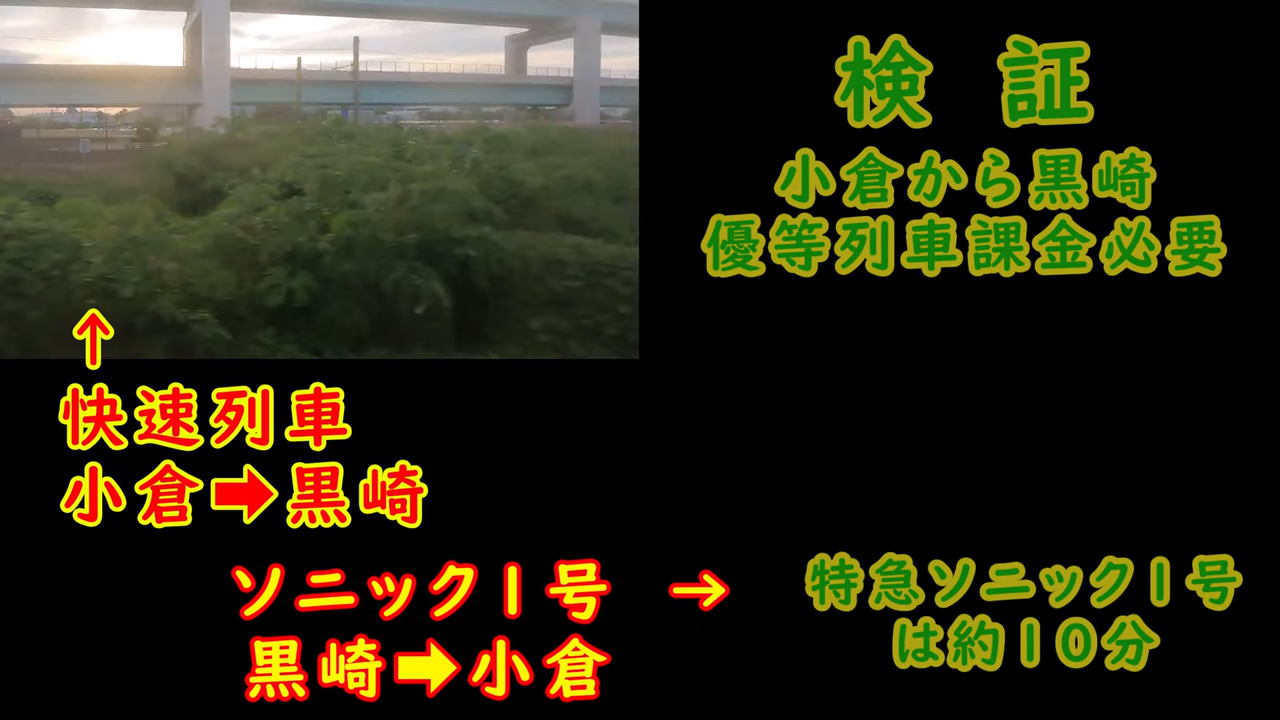 検証
小倉から黒崎
優等列車課金必要
↑
快速列車
小倉➡黒崎
ソニック1号 →
黒崎➡小倉
特急ソニック1号
は約10分